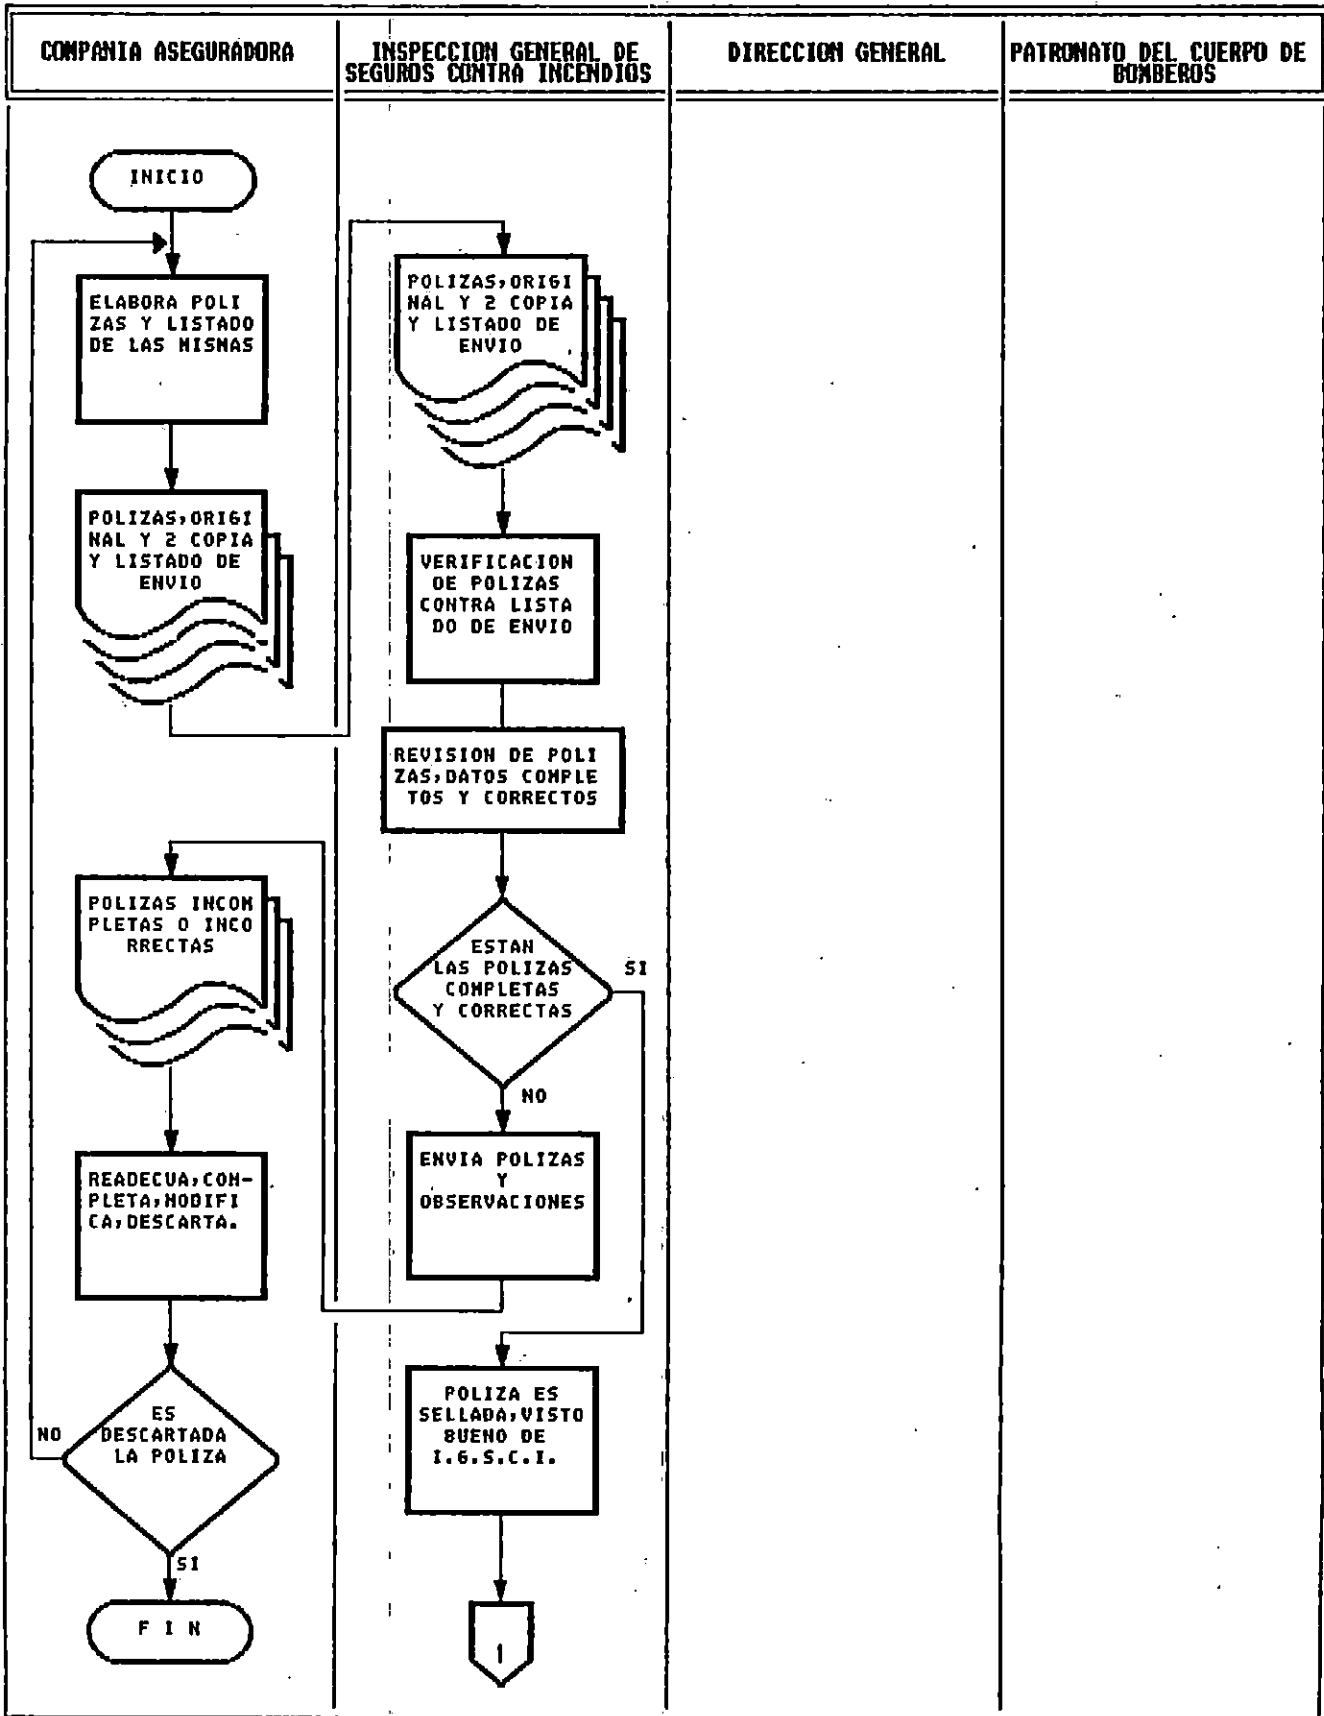 COMPANIA ASEGURADORA
INSPECCION GENERAL DE
SEGUROS CONTRA INCENDIOS
DIRECCION GENERAL
PATRONATO DEL CUERPO DE
BOMBEROS
INICIO
ELABORA POLI
ZAS Y LISTADO
DE LAS MISMAS
POLIZAS,ORIGI
NAL Y 2 COPIA
Y LISTADO DE
ENVIO
POLIZAS INCOM
PLETAS O INCO
RRECTAS
READECUA,COM-
PLETA,MODIFI
CA,DESCARTA.
ES
DESCARTADA
LA POLIZA
NO
SI
F I N
POLIZAS,ORIGI
NAL Y 2 COPIA
Y LISTADO DE
ENVIO
VERIFICACION
DE POLIZAS
CONTRA LISTA
DO DE ENVIO
REVISION DE POLI
ZAS,DATOS COMPLE
TOS Y CORRECTOS
ESTAN
LAS POLIZAS
COMPLETAS
Y CORRECTAS
SI
NO
ENVIA POLIZAS
Y
OBSERVACIONES
POLIZA ES
SELLADA,VISTO
BUENO DE
I.G.S.C.I.
1